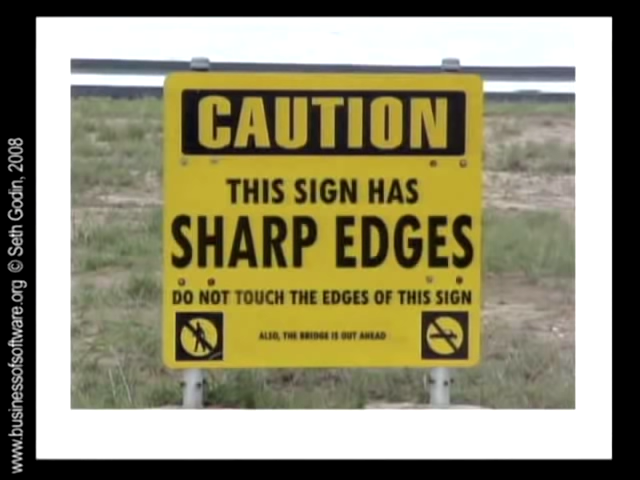 CAUTION
THIS SIGN HAS
SHARP EDGES
DO NOT TOUCH THE EDGES OF THIS SIGN
ALSO, THE BRIDGE IS OUT AHEAD
www.businessofsoftware.org © Seth Godin, 2008